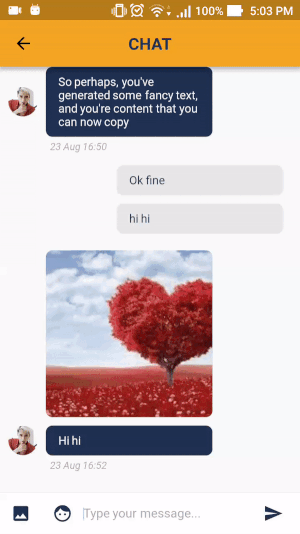 100% 5:03 PM
CHAT
So perhaps, you've
generated some fancy text,
and you're content that you
can now copy
23 Aug 16:50
Ok fine
hi hi
Hi hi
23 Aug 16:52
Type your message...